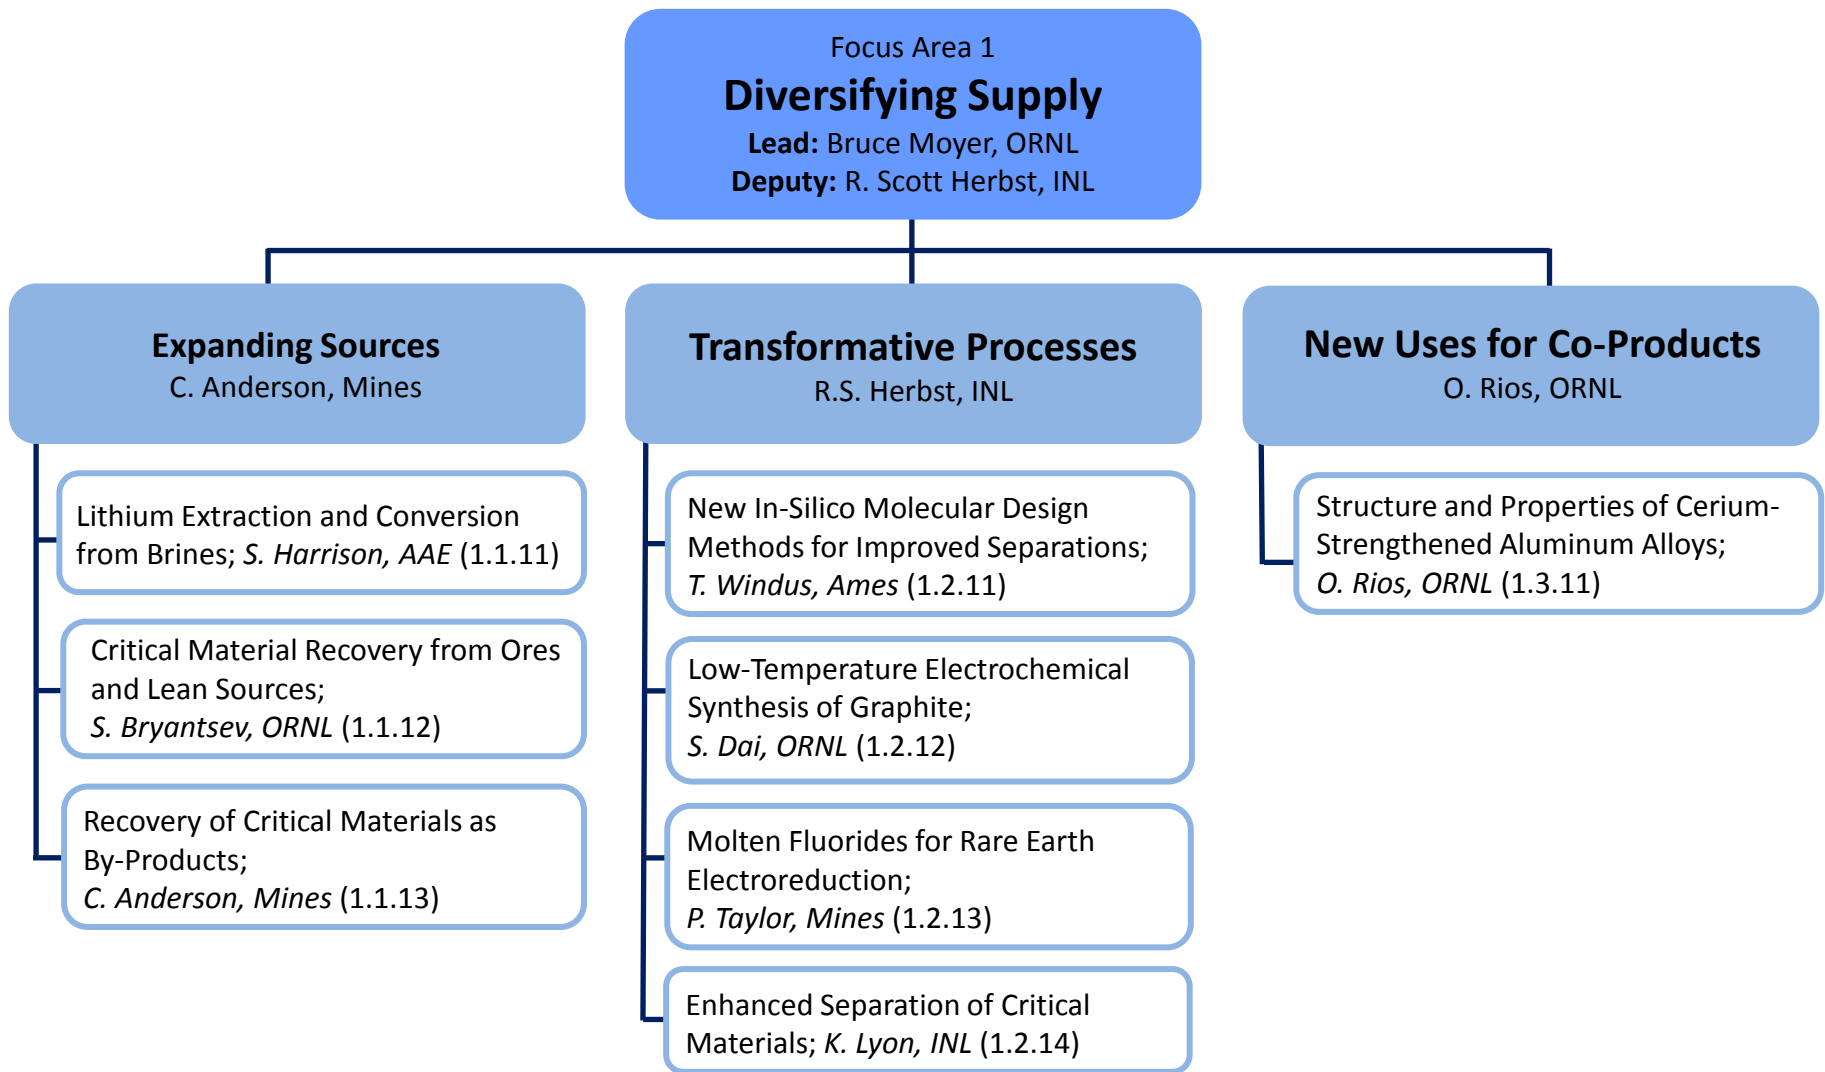 Focus Area 1
Diversifying Supply
Lead: Bruce Moyer, ORNL
Deputy: R. Scott Herbst, INL
Expanding Sources
C. Anderson, Mines
Lithium Extraction and Conversion
from Brines; S. Harrison, AAE (1.1.11)
Critical Material Recovery from Ores
and Lean Sources;
S. Bryantsev, ORNL (1.1.12)
Recovery of Critical Materials as
By-Products;
C. Anderson, Mines (1.1.13)
Transformative Processes
R.S. Herbst, INL
New In-Silico Molecular Design
Methods for Improved Separations;
T. Windus, Ames (1.2.11)
Low-Temperature Electrochemical
Synthesis of Graphite;
S. Dai, ORNL (1.2.12)
Molten Fluorides for Rare Earth
Electroreduction;
P. Taylor, Mines (1.2.13)
Enhanced Separation of Critical
Materials; K. Lyon, INL (1.2.14)
New Uses for Co-Products
O. Rios, ORNL
Structure and Properties of Cerium-
Strengthened Aluminum Alloys;
O. Rios, ORNL (1.3.11)